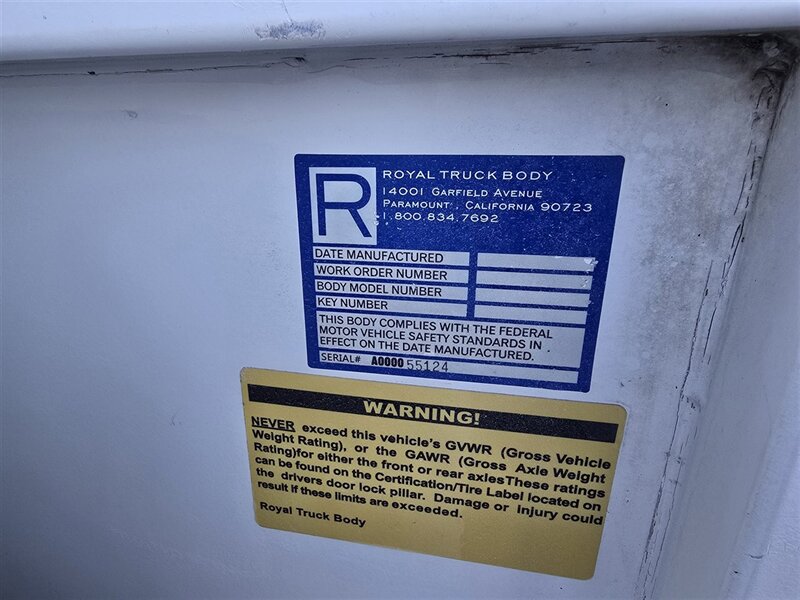 R
ROYAL TRUCK BODY
14001 GARFIELD AVENUE
PARAMOUNT , CALIFORNIA 90723
1.800.834.7692
DATE MANUFACTURED
WORK ORDER NUMBER
BODY MODEL NUMBER
KEY NUMBER
THIS BODY COMPLIES WITH THE FEDERAL
MOTOR VEHICLE SAFETY STANDARDS IN
EFFECT ON THE DATE MANUFACTURED.
SERIAL# A0000 55124
WARNING!
NEVER exceed this vehicle's GVWR (Gross Vehicle
Weight Rating), or the GAWR (Gross Axle Weight
Rating)for either the front or rear axlesThese ratings
can be found on the Certification/Tire Label located on
the drivers door lock pillar. Damage or Injury could
result if these limits are exceeded.
Royal Truck Body